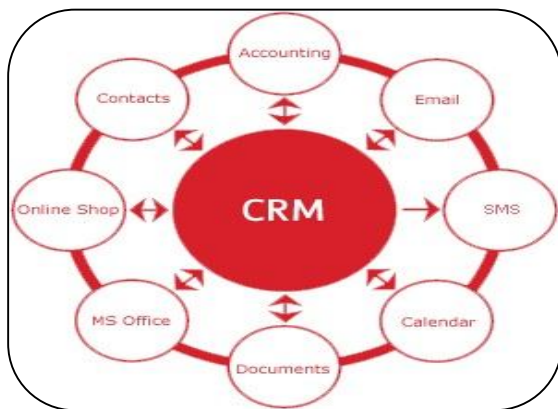 Accounting
Contacts
Email
Online Shop
CRM
SMS
MS Office
Calendar
Documents